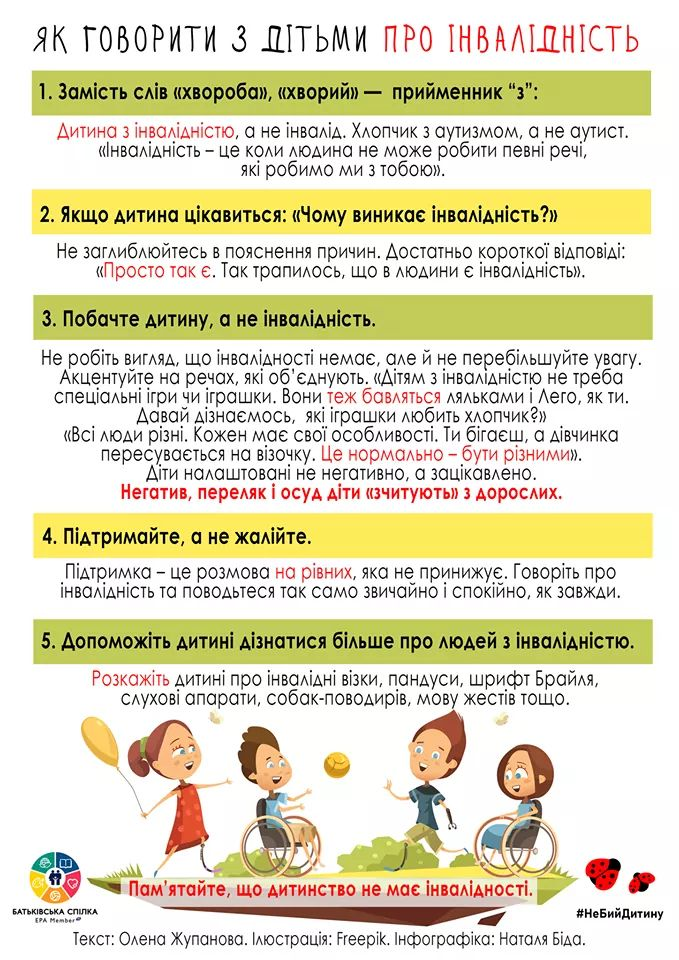 ЯК ГОВОРИТИ З ДІТЬМИ ПРО ІНВАЛІДНІСТЬ
1. Замість слів «хвороба», «хворий» — прийменник “з”:
Дитина з інвалідністю, а не інвалід. Хлопчик з аутизмом, а не аутист.
«Інвалідність – це коли людина не може робити певні речі,
які робимо ми з тобою».
2. Якщо дитина цікавиться: «Чому виникає інвалідність?»
Не заглиблюйтесь в пояснення причин. Достатньо короткої відповіді:
«Просто так є. Так трапилось, що в людини є інвалідність».
3. Побачте дитину, а не інвалідність.
Не робіть вигляд, що інвалідності немає, але й не перебільшуйте увагу.
Акцентуйте на речах, які об’єднують. «Дітям з інвалідністю не треба
спеціальні ігри чи іграшки. Вони теж бавляться ляльками і Лего, як ти.
Давай дізнаємось, які іграшки любить хлопчик?»
«Всі люди різні. Кожен має свої особливості. Ти бігаєш, а дівчинка
пересувається на візочку. Це нормально – бути різними».
Діти налаштовані не негативно, а зацікавлено.
Негатив, переляк і осуд діти «зчитують» з дорослих.
4. Підтримайте, а не жалійте.
Підтримка – це розмова на рівних, яка не принижує. Говоріть про
інвалідність та поводьтеся так само звичайно і спокійно, як завжди.
5. Допоможіть дитині дізнатися більше про людей з інвалідністю.
Розкажіть дитині про інвалідні візки, пандуси, шрифт Брайля,
слухові апарати, собак-поводирів, мову жестів тощо.
Пам’ятайте, що дитинство не має інвалідності.
БАТЬКІВСЬКА СПІЛКА
EPA Member
#НеБийДитину
Текст: Олена Жупанова. Ілюстрація: Freepik. Інфографіка: Наталя Біда.